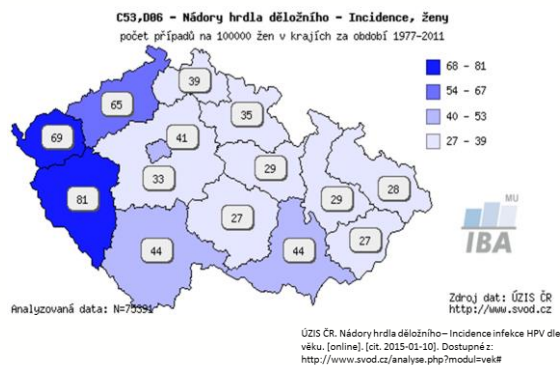 C53,D06 - Nádory hrdla děložního - Incidence, ženy
počet případů na 100000 žen v krajích za období 1977-2011
68 - 81
54 - 67
40 - 53
27 - 39
39
65
35
69
41
33
29
28
81
29
27
27
44
44
MU
IBA
Analyzovaná data: N=75391
Zdroj dat: ÚZIS ČR
http://www.svod.cz
ÚZIS ČR. Nádory hrdla děložního – Incidence infekce HPV dle
věku. [online]. [cit. 2015-01-10]. Dostupné z:
http://www.svod.cz/analyse.php?modul=vek#